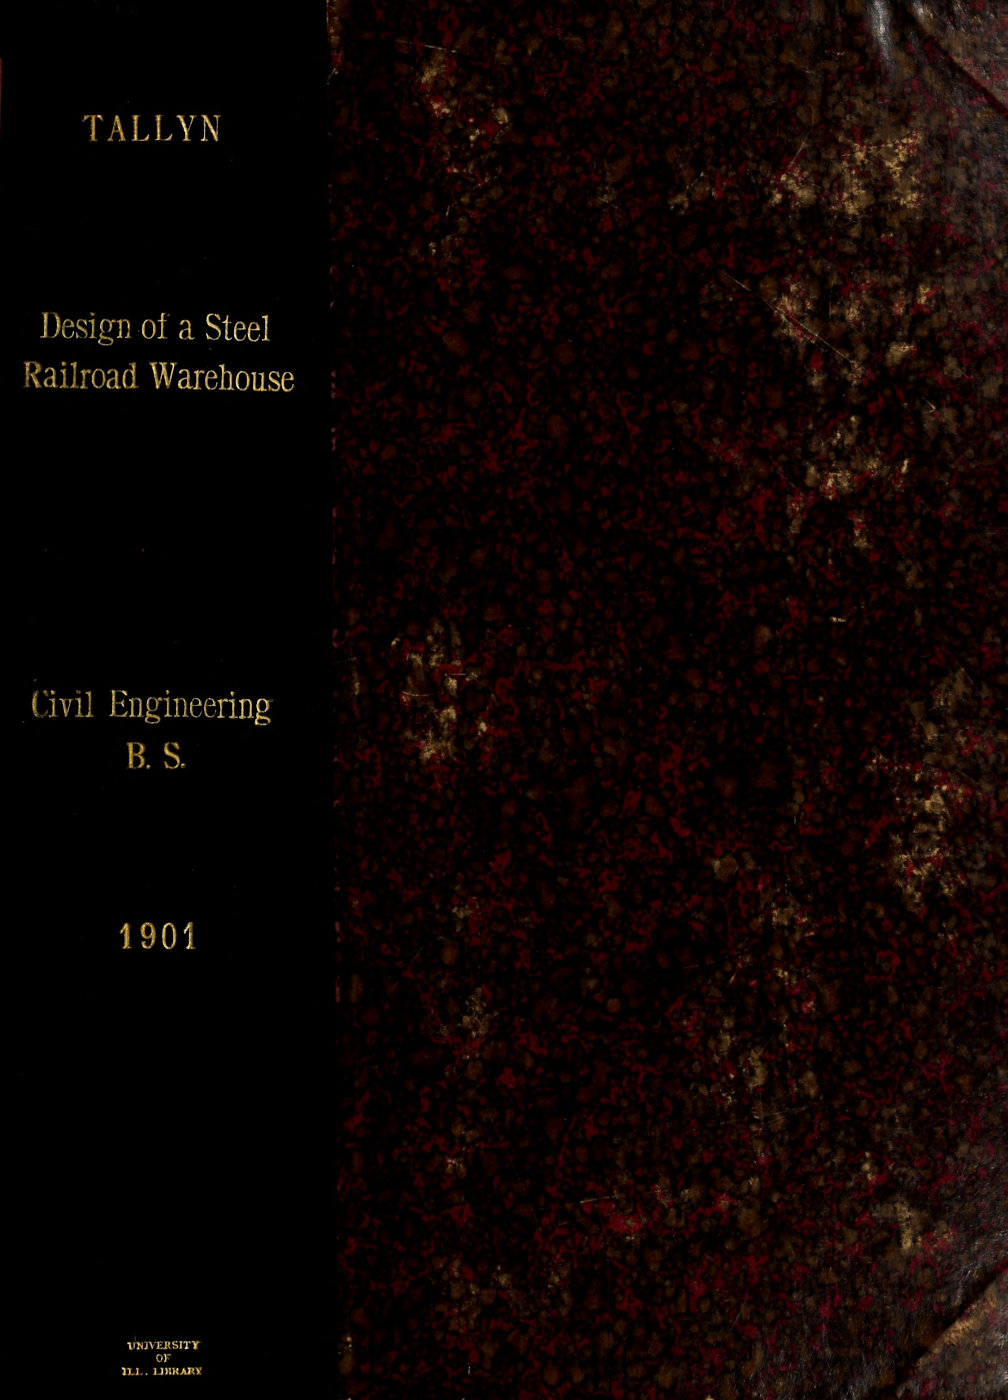 TALLYN
Design of a Steel
Railroad Warehouse
Civil Engineering
B. S.
1901
UNIVERSITY
OF
ILL. LIBRARY